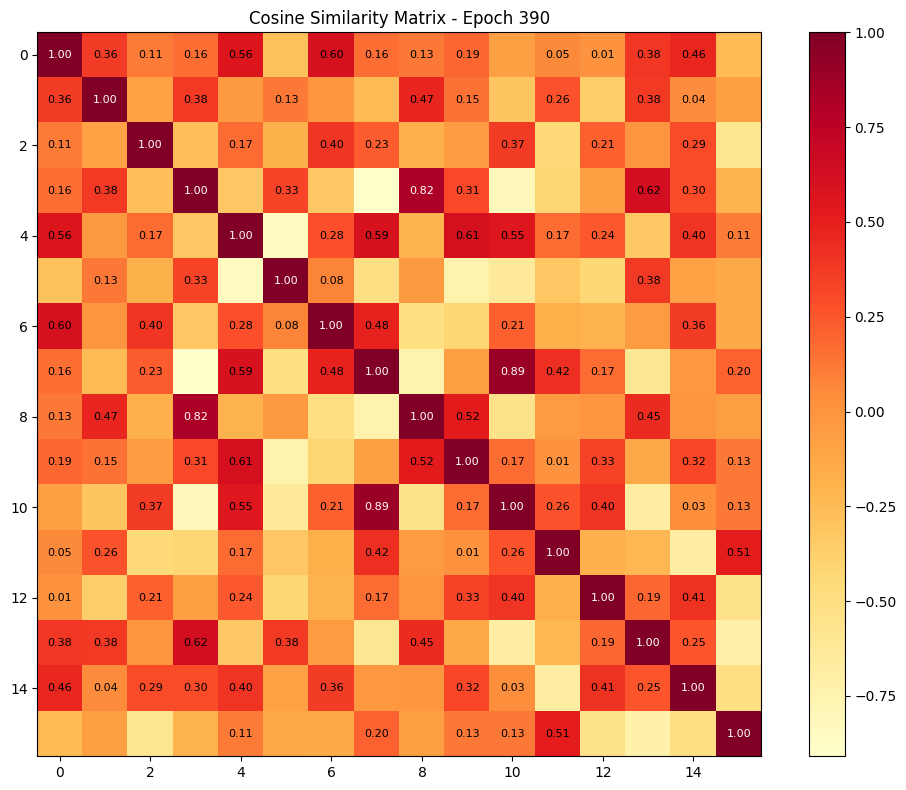 Cosine Similarity Matrix - Epoch 390
0 1.00 0.36 0.11 0.16 0.56 0.60 0.16 0.13 0.19 0.05 0.01 0.38 0.46
0.36 1.00 0.38 0.13 0.47 0.15 0.26 0.38 0.04
2 0.11 1.00 0.17 0.40 0.23 0.37 0.21 0.29
0.16 0.38 1.00 0.33 0.82 0.31 0.62 0.30
4 0.56 0.17 1.00 0.28 0.59 0.61 0.55 0.17 0.24 0.40 0.11
0.13 0.33 1.00 0.08 0.38
6 0.60 0.40 0.28 0.08 1.00 0.48 0.21 0.36
0.16 0.23 0.59 0.48 1.00 0.89 0.42 0.17 0.20
8 0.13 0.47 0.82 1.00 0.52 0.45
0.19 0.15 0.31 0.61 0.52 1.00 0.17 0.01 0.33 0.32 0.13
10 0.37 0.55 0.21 0.89 0.17 1.00 0.26 0.40 0.03 0.13
0.05 0.26 0.17 0.42 0.01 0.26 1.00 0.51
12 0.01 0.21 0.24 0.17 0.33 0.40 1.00 0.19 0.41
0.38 0.38 0.62 0.38 0.45 0.19 1.00 0.25
14 0.46 0.04 0.29 0.30 0.40 0.36 0.32 0.03 0.41 0.25 1.00
0.11 0.20 0.13 0.13 0.51 1.00
0 2 4 6 8 10 12 14
1.00
0.75
0.50
0.25
0.00
−0.25
−0.50
−0.75